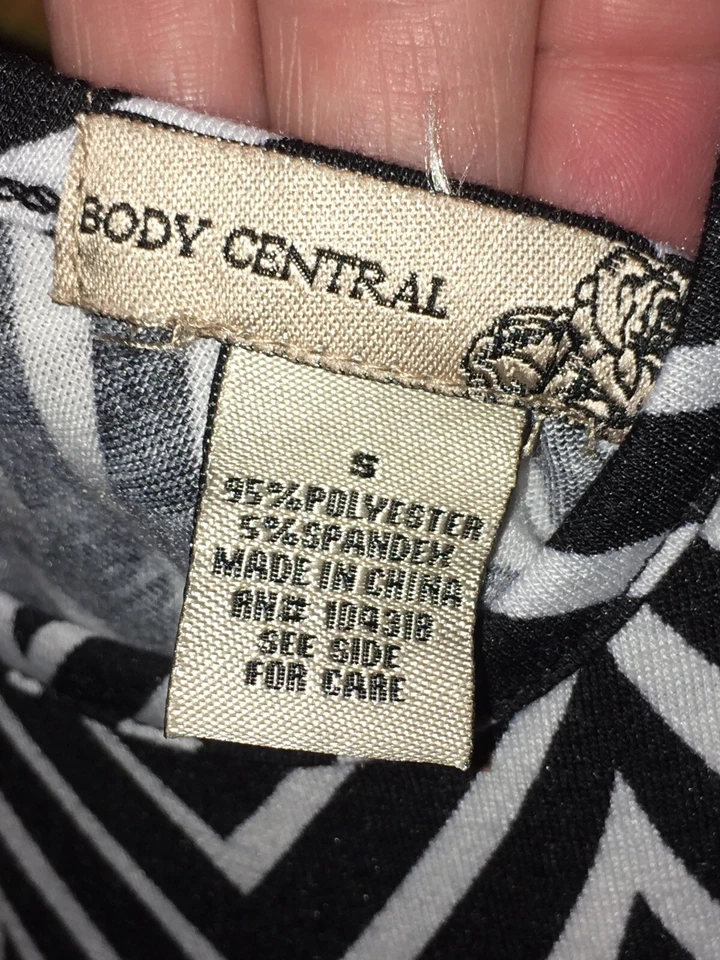 BODY CENTRAL
S
95%POLYESTER
5%SPANDEX
MADE IN CHINA
RN# 109318
SEE SIDE
FOR CARE